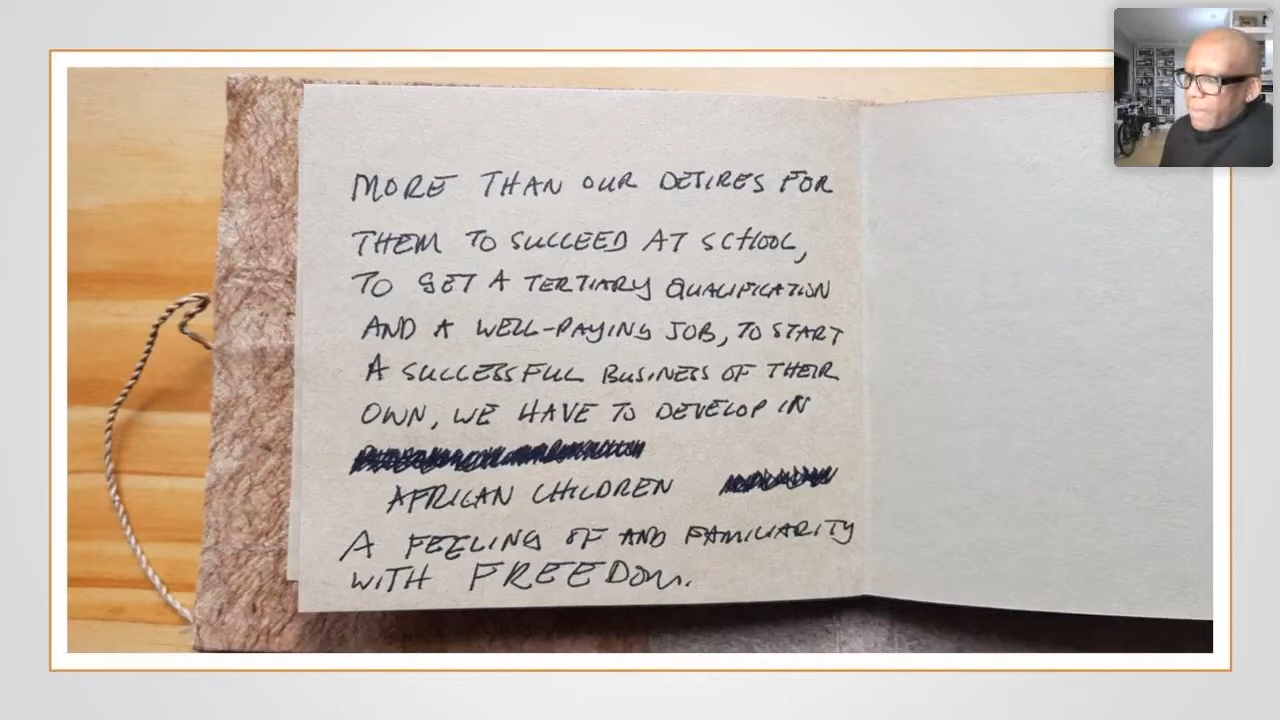 MORE THAN OUR DESIRES FOR
THEM TO SUCCEED AT SCHOOL,
TO GET A TERTIARY QUALIFICATION
AND A WELL-PAYING JOB, TO START
A SUCCESSFUL BUSINESS OF THEIR
OWN, WE HAVE TO DEVELOP IN
AFRICAN CHILDREN
A FEELING OF AND FAMILIARITY
WITH FREEDOM.